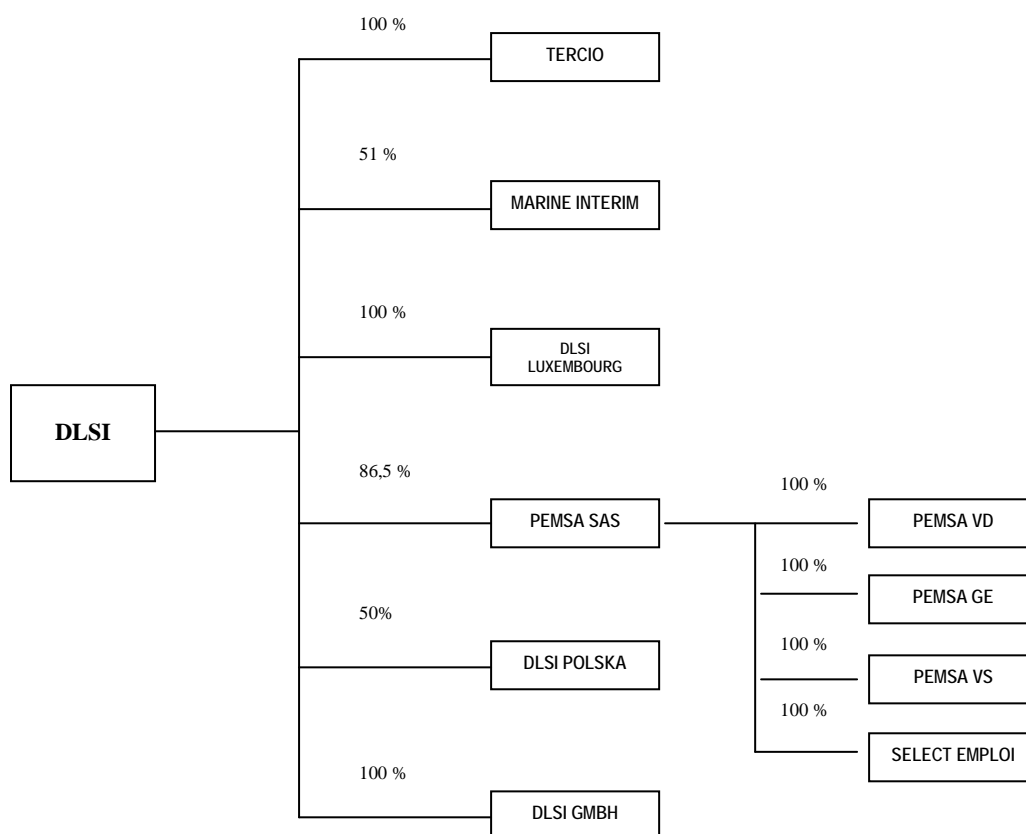 100 %
TERCIO
51 %
MARINE INTERIM
100 %
DLSI
LUXEMBOURG
DLSI
86,5 %
PEMSA SAS
100 %
PEMSA VD
100 %
PEMSA GE
100 %
PEMSA VS
100 %
SELECT EMPLOI
50%
DLSI POLSKA
100 %
DLSI GMBH